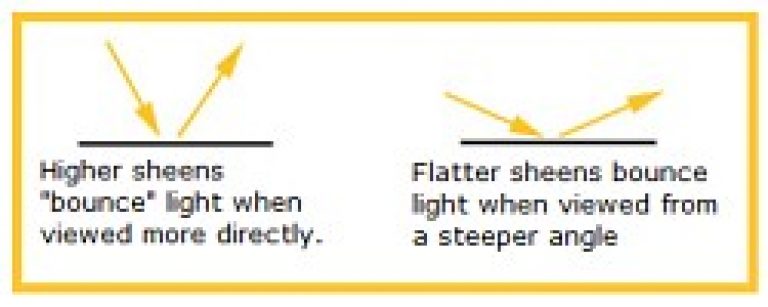 Higher sheens
"bounce" light when
viewed more directly.
Flatter sheens bounce
light when viewed from
a steeper angle